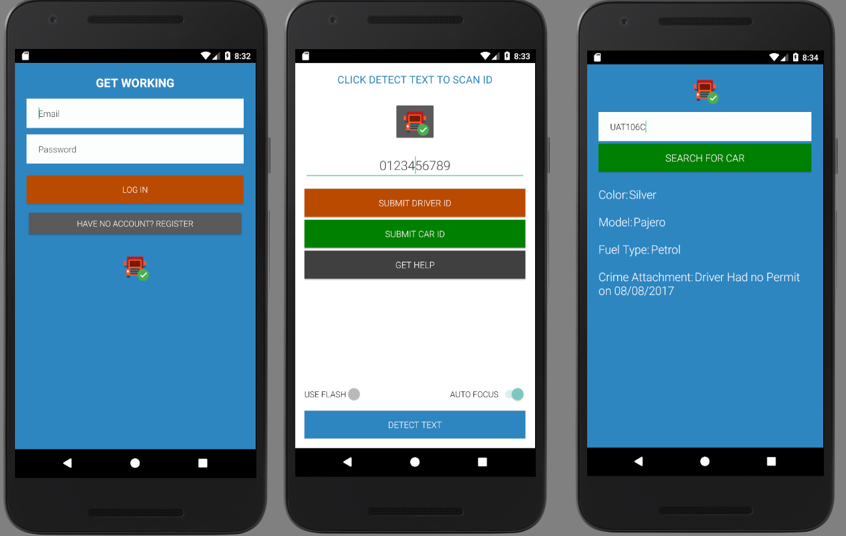 8:32
GET WORKING
Email
Password
LOG IN
HAVE NO ACCOUNT? REGISTER
8:33
CLICK DETECT TEXT TO SCAN ID
0123456789
SUBMIT DRIVER ID
SUBMIT CAR ID
GET HELP
USE FLASH
AUTO FOCUS
DETECT TEXT
8:34
UAT106C
SEARCH FOR CAR
Color:Silver
Model:Pajero
Fuel Type:Petrol
Crime Attachment:Driver Had no Permit
on 08/08/2017